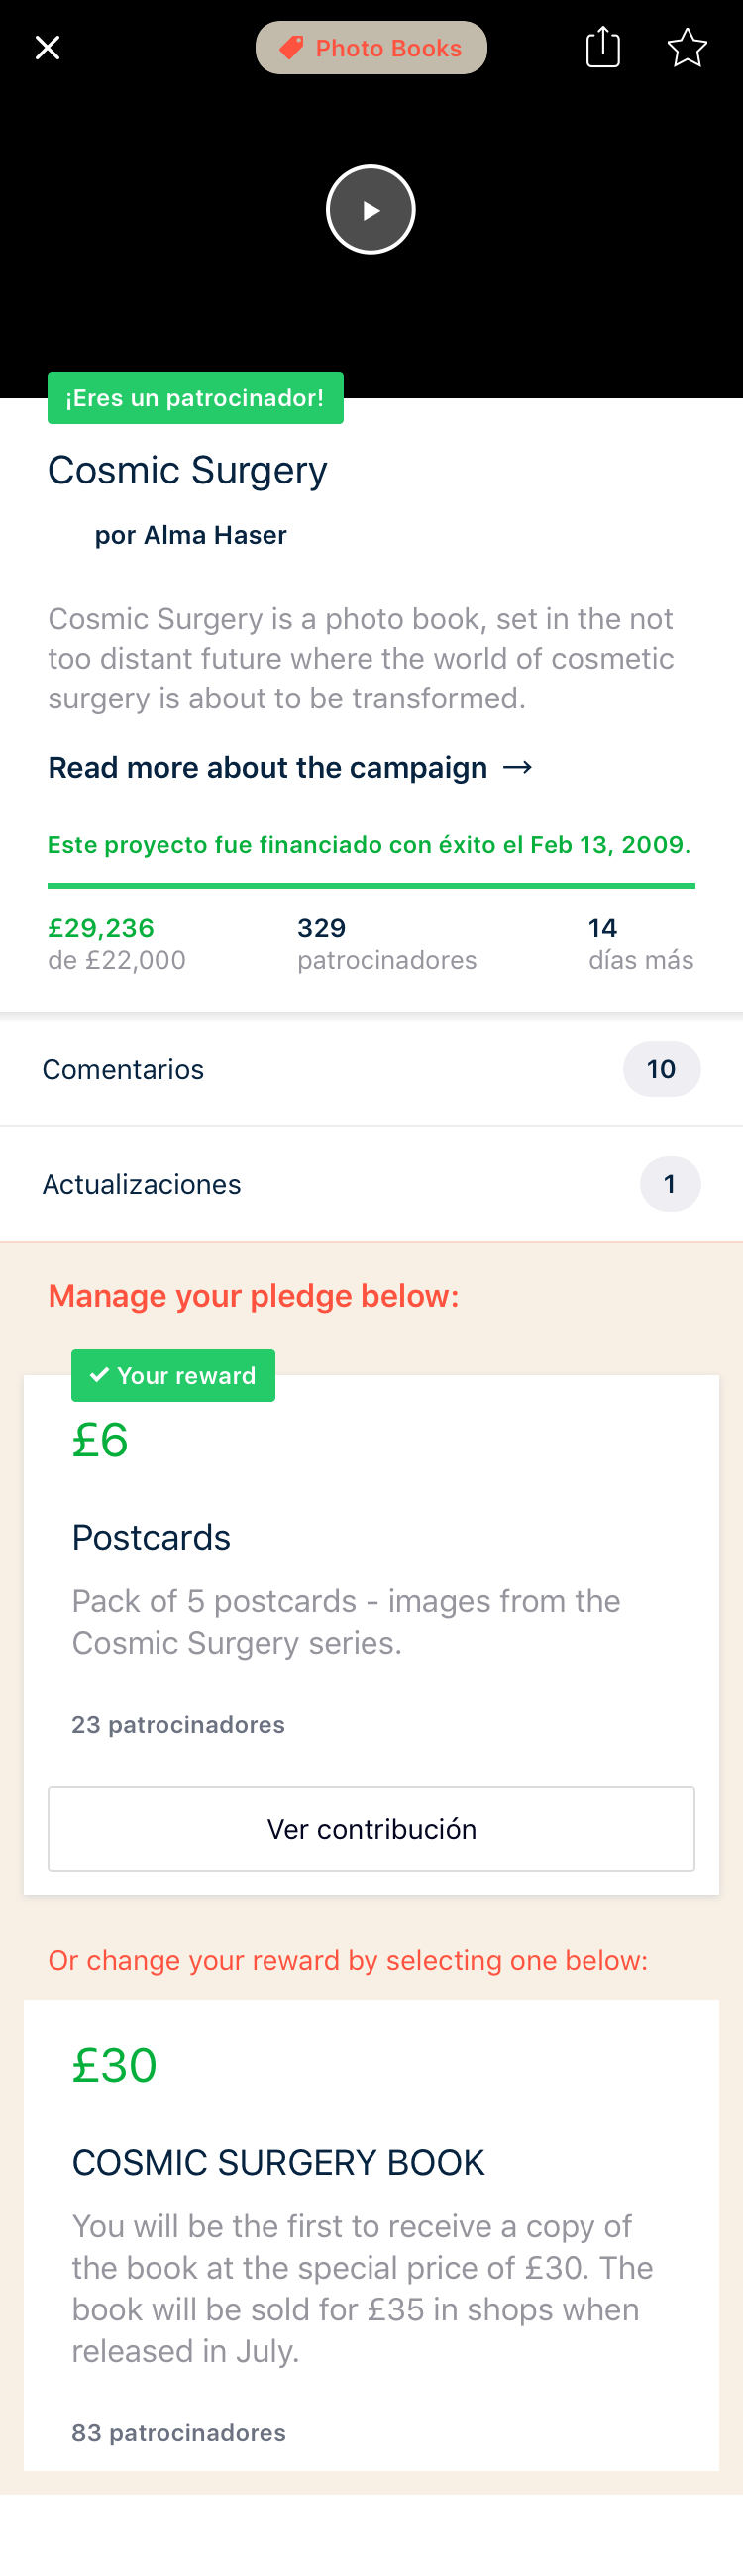 Photo Books
¡Eres un patrocinador!
Cosmic Surgery
por Alma Haser
Cosmic Surgery is a photo book, set in the not
too distant future where the world of cosmetic
surgery is about to be transformed.
Read more about the campaign →
Este proyecto fue financiado con éxito el Feb 13, 2009.
£29,236 329 14
de £22,000 patrocinadores días más
Comentarios 10
Actualizaciones 1
Manage your pledge below:
✓ Your reward
£6
Postcards
Pack of 5 postcards - images from the
Cosmic Surgery series.
23 patrocinadores
Ver contribución
Or change your reward by selecting one below:
£30
COSMIC SURGERY BOOK
You will be the first to receive a copy of
the book at the special price of £30. The
book will be sold for £35 in shops when
released in July.
83 patrocinadores